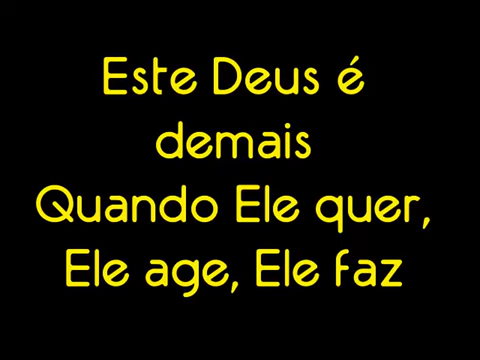 Este Deus é
demais
Quando Ele quer,
Ele age, Ele faz